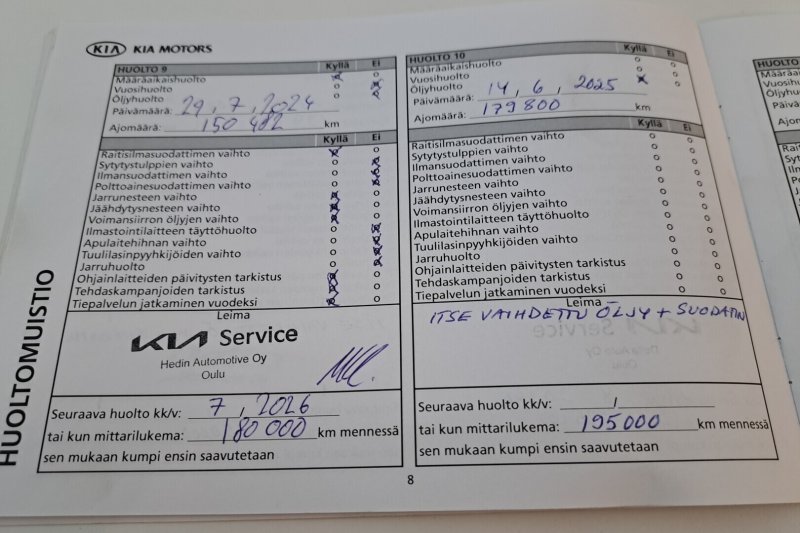 KIA KIA MOTORS
HUOLTO 9 Kyllä Ei
Määräaikaishuolto
Vuosihuolto
Öljyhuolto
Päivämäärä: 29, 7, 2024
Ajomäärä: 150 482 km
Kyllä Ei
Raitisilmasuodattimen vaihto
Sytytystulppien vaihto
Ilmansuodattimen vaihto
Polttoainesuodattimen vaihto
Jarrunesteen vaihto
Jäähdytysnesteen vaihto
Voimansiirron öljyjen vaihto
Ilmastointilaitteen täyttöhuolto
Apulaitehihnan vaihto
Tuulilasinpyyhkijöiden vaihto
Jarruhuolto
Ohjainlaitteiden päivitysten tarkistus
Tehdaskampanjoiden tarkistus
Tiepalvelun jatkaminen vuodeksi
Leima
KIA Service
Hedin Automotive Oy
Oulu
Seuraava huolto kk/v: 7, 2026
tai kun mittarilukema: 180 000 km mennessä
sen mukaan kumpi ensin saavutetaan
HUOLTO 10 Kyllä Ei
Määräaikaishuolto
Vuosihuolto
Öljyhuolto
Päivämäärä: 14, 6, 2025
Ajomäärä: 179 800 km
Kyllä Ei
Raitisilmasuodattimen vaihto
Sytytystulppien vaihto
Ilmansuodattimen vaihto
Polttoainesuodattimen vaihto
Jarrunesteen vaihto
Jäähdytysnesteen vaihto
Voimansiirron öljyjen vaihto
Ilmastointilaitteen täyttöhuolto
Apulaitehihnan vaihto
Tuulilasinpyyhkijöiden vaihto
Jarruhuolto
Ohjainlaitteiden päivitysten tarkistus
Tehdaskampanjoiden tarkistus
Tiepalvelun jatkaminen vuodeksi
Leima
ITSE VAIHDETTU ÖLJY + SUODATIN
Seuraava huolto kk/v: ,
tai kun mittarilukema: 195 000 km mennessä
sen mukaan kumpi ensin saavutetaan
HUOLTOMUISTIO
8